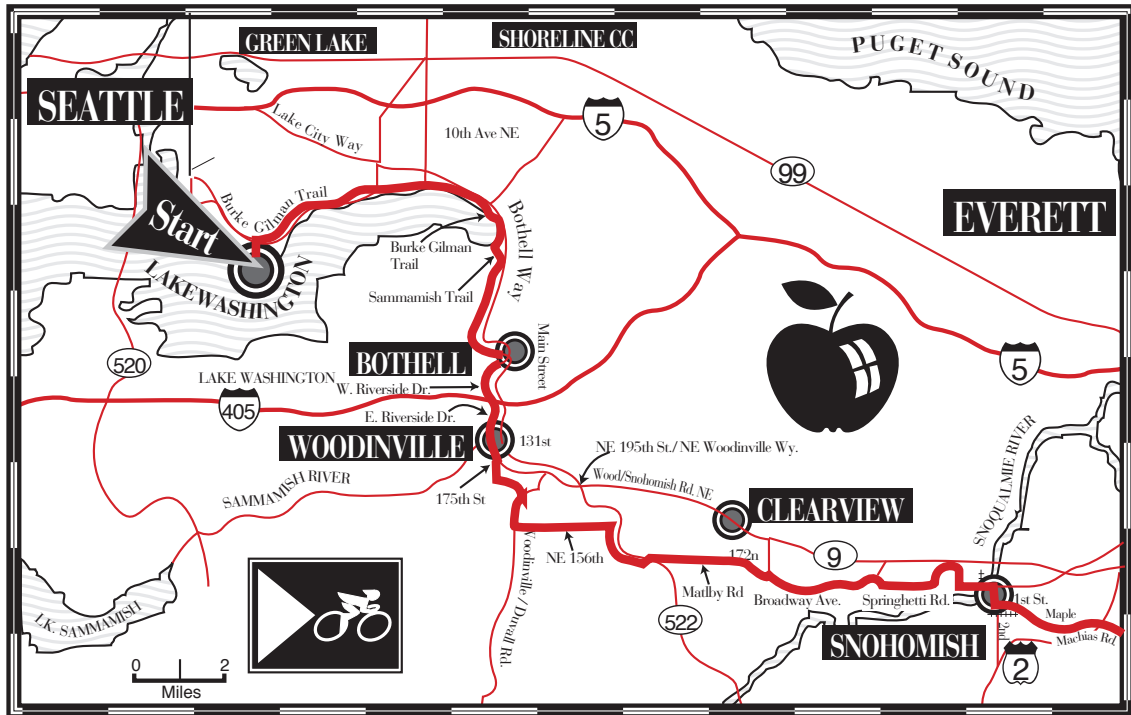 GREEN LAKE
SHORELINE CC
PUGET SOUND
SEATTLE
Lake City Way
10th Ave NE
5
99
Burke Gilman Trail
Start
EVERETT
Bothell Way
Burke Gilman
Trail
LAKE WASHINGTON
Sammamish Trail
520
Main Street
BOTHELL
5
LAKE WASHINGTON
W. Riverside Dr.
405
E. Riverside Dr.
WOODINVILLE
131st
NE 195th St./ NE Woodinville Wy.
SAMMAMISH RIVER
175th St
Wood/Snohomish Rd. NE
SNOQUALMIE RIVER
CLEARVIEW
Woodinville / Duvall Rd.
NE 156th
172n
9
Matlby Rd
Broadway Ave.
Springhetti Rd.
1st St.
LK. SAMMAMISH
522
Maple
2nd
Machias Rd.
SNOHOMISH
0 2
Miles
2